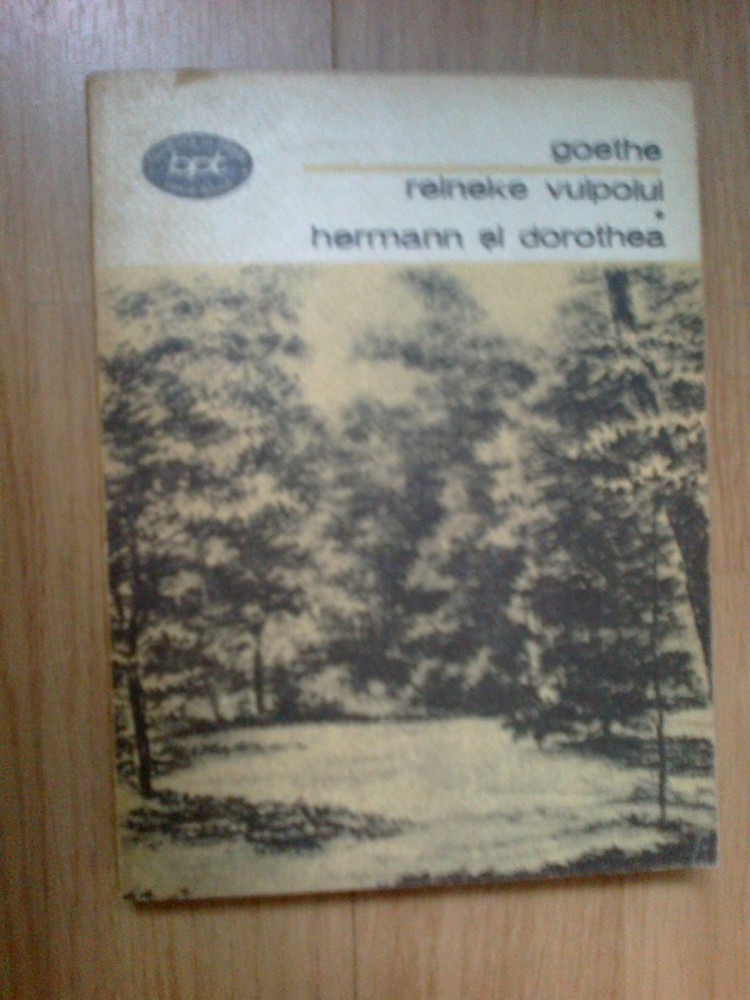 bpt
goethe
reineke vulpoiul
•
hermann și dorothea